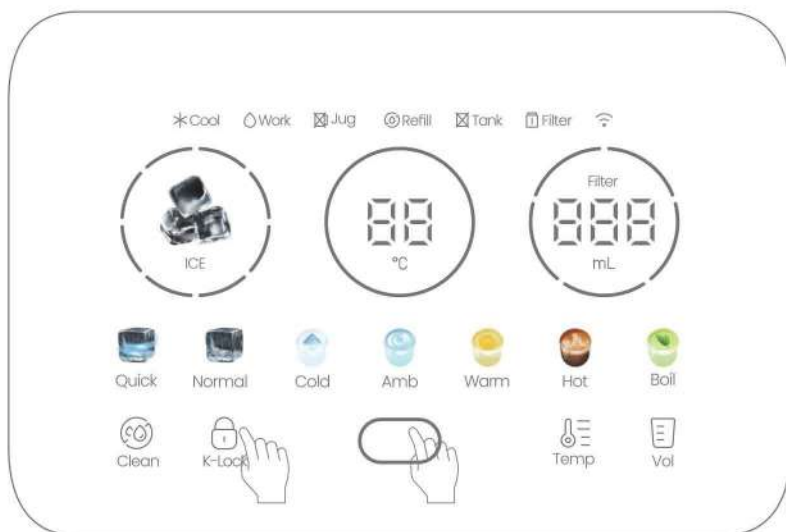 Cool Work Jug Refill Tank Filter
ICE
88
°C
Filter
888
mL
Quick Normal Cold Amb Warm Hot Boil
Clean K-Lock Temp Vol